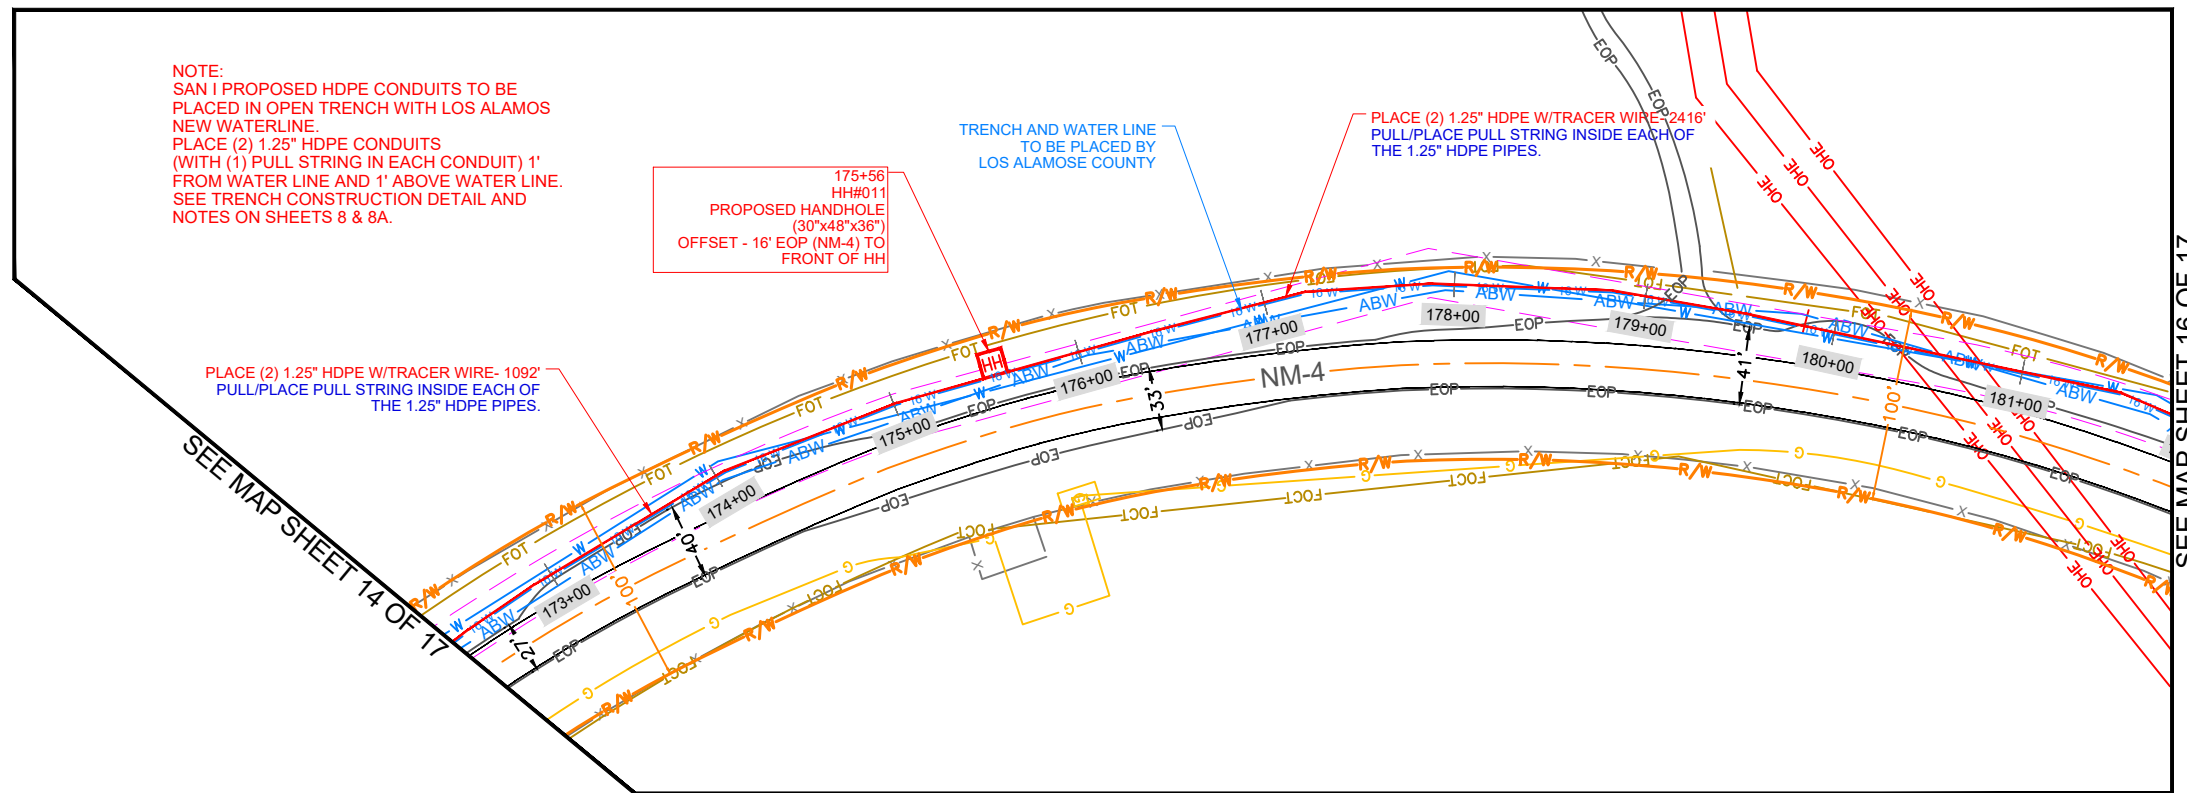 NOTE:
SAN I PROPOSED HDPE CONDUITS TO BE
PLACED IN OPEN TRENCH WITH LOS ALAMOS
NEW WATERLINE.
PLACE (2) 1.25" HDPE CONDUITS
(WITH (1) PULL STRING IN EACH CONDUIT) 1'
FROM WATER LINE AND 1' ABOVE WATER LINE.
SEE TRENCH CONSTRUCTION DETAIL AND
NOTES ON SHEETS 8 & 8A.
175+56
HH#011
PROPOSED HANDHOLE
(30"x48"x36")
OFFSET - 16' EOP (NM-4) TO
FRONT OF HH
TRENCH AND WATER LINE
TO BE PLACED BY
LOS ALAMOSE COUNTY
PLACE (2) 1.25" HDPE W/TRACER WIRE-2416'
PULL/PLACE PULL STRING INSIDE EACH OF
THE 1.25" HDPE PIPES.
PLACE (2) 1.25" HDPE W/TRACER WIRE- 1092'
PULL/PLACE PULL STRING INSIDE EACH OF
THE 1.25" HDPE PIPES.
SEE MAP SHEET 14 OF 17
SEE MAP SHEET 16 OF 17
HH
NM-4
173+00
174+00
175+00
176+00
177+00
178+00
179+00
180+00
181+00
27'
40'
33'
41'
100'
100'
R/W
FOT
W
ABW
EOP
FOCT
G
X
OHE